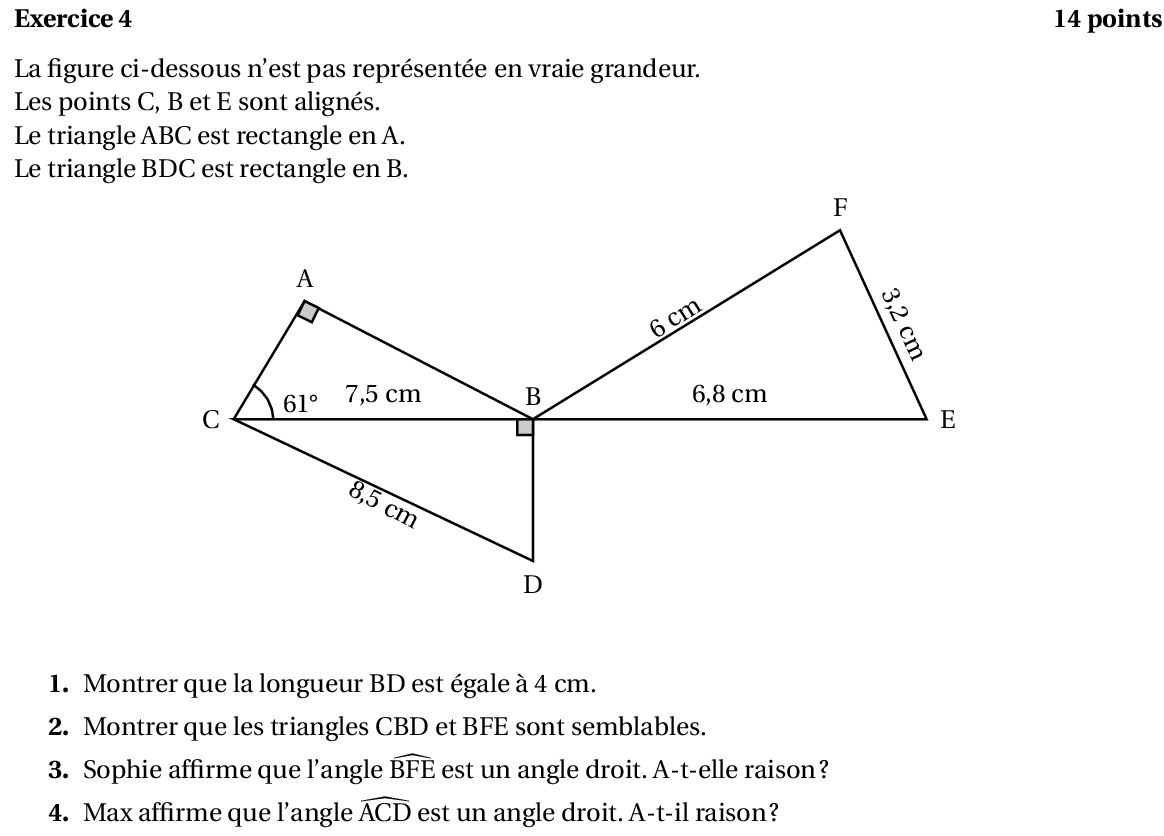 Exercice 4 14 points
La figure ci-dessous n'est pas représentée en vraie grandeur.
Les points C, B et E sont alignés.
Le triangle ABC est rectangle en A.
Le triangle BDC est rectangle en B.
F
A
3,2 cm
6 cm
61° 7,5 cm B 6,8 cm
C E
8,5 cm
D
1. Montrer que la longueur BD est égale à 4 cm.
2. Montrer que les triangles CBD et BFE sont semblables.
3. Sophie affirme que l'angle B͡FE est un angle droit. A-t-elle raison ?
4. Max affirme que l'angle A͡CD est un angle droit. A-t-il raison ?